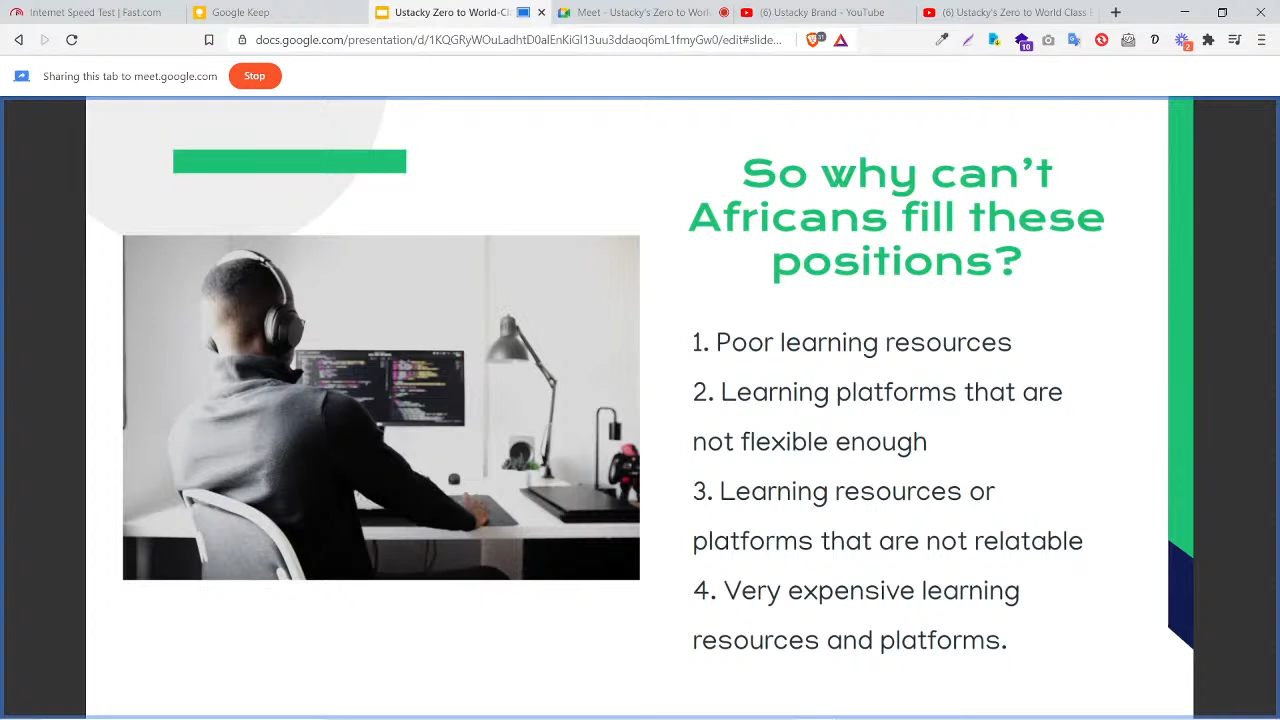 Internet Speed Test | Fast.com
Google Keep
Ustacky Zero to World-Cl
Meet - Ustacky's Zero to Worl
(6) Ustacky Brand - YouTube
(6) Ustacky's Zero to World Class E
docs.google.com/presentation/d/1KQGRyWOuLadhtD0alEnKiGI13uu3ddaoq6mL1fmyGw0/edit#slide...
31
10
2
Sharing this tab to meet.google.com
Stop
So why can't
Africans fill these
positions?
1. Poor learning resources
2. Learning platforms that are
not flexible enough
3. Learning resources or
platforms that are not relatable
4. Very expensive learning
resources and platforms.